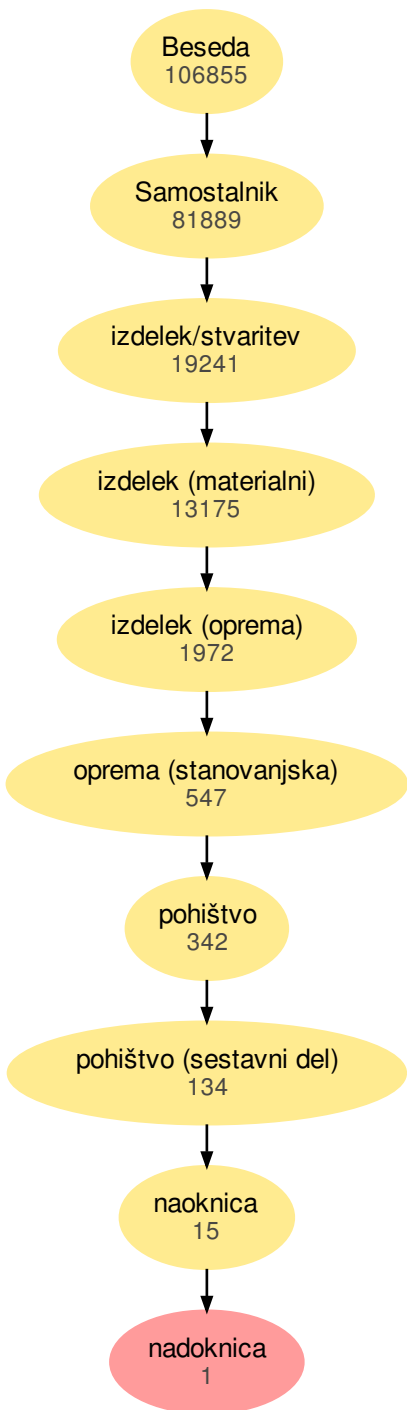 Beseda
106855
Samostalnik
81889
izdelek/stvaritev
19241
izdelek (materialni)
13175
izdelek (oprema)
1972
oprema (stanovanjska)
547
pohištvo
342
pohištvo (sestavni del)
134
naoknica
15
nadoknica
1